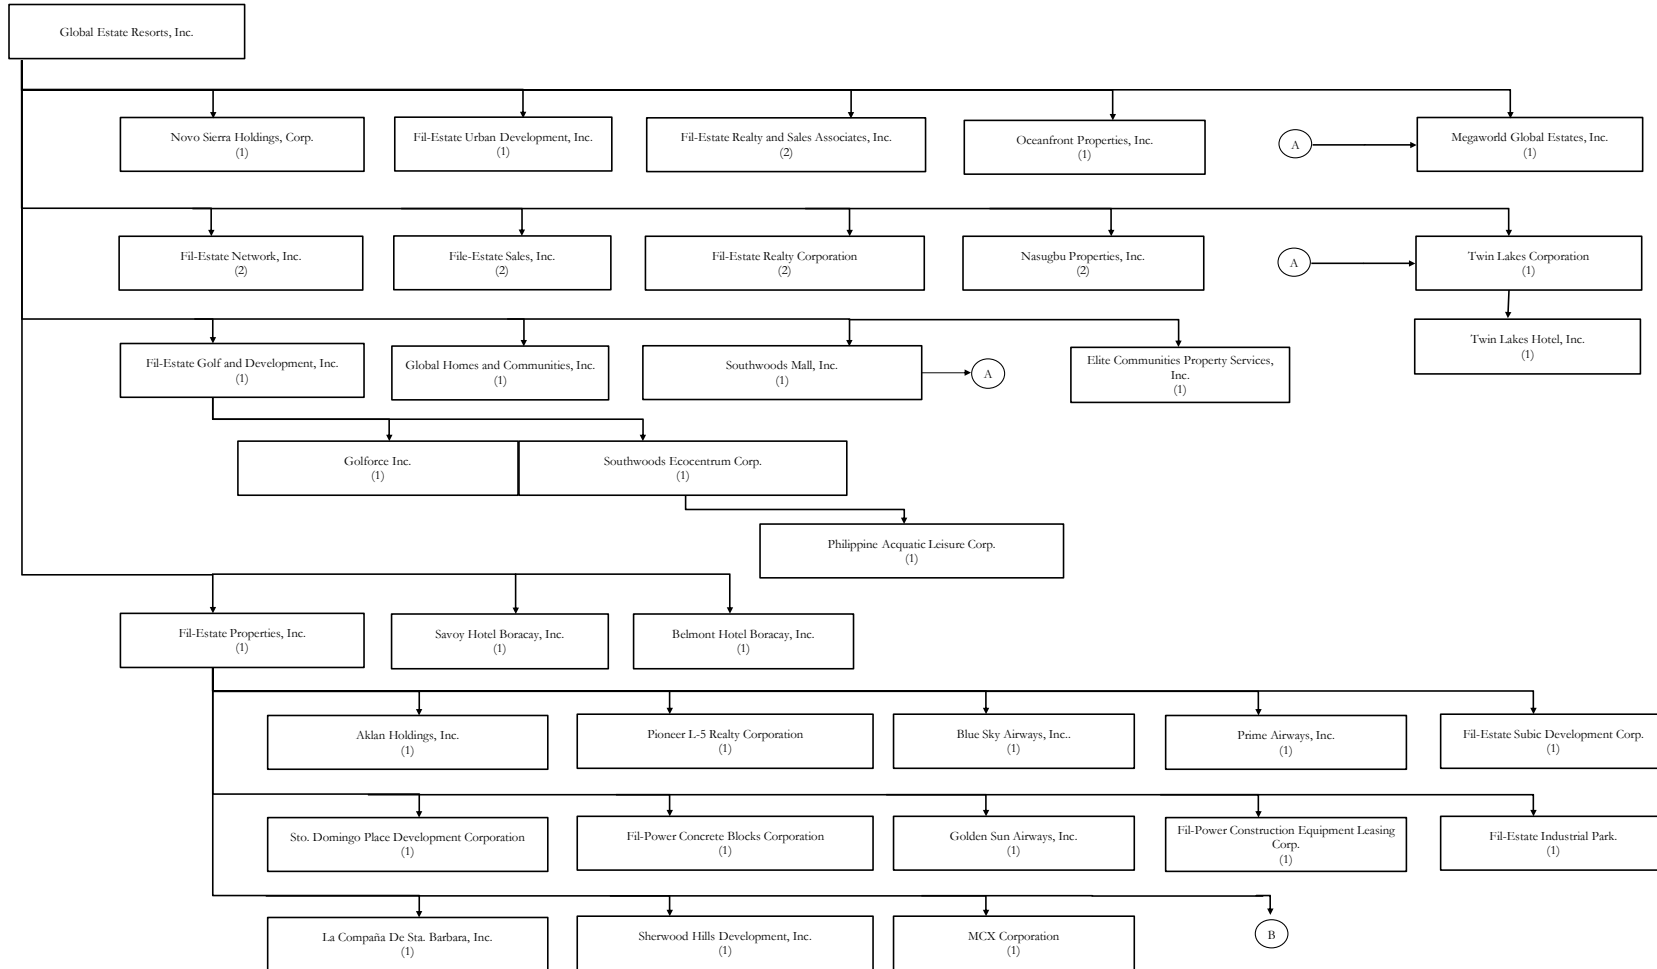 Global Estate Resorts, Inc.
Novo Sierra Holdings, Corp.
(1)
Fil-Estate Urban Development, Inc.
(1)
Fil-Estate Realty and Sales Associates, Inc.
(2)
Oceanfront Properties, Inc.
(1)
A
Megaworld Global Estates, Inc.
(1)
Fil-Estate Network, Inc.
(2)
File-Estate Sales, Inc.
(2)
Fil-Estate Realty Corporation
(2)
Nasugbu Properties, Inc.
(2)
A
Twin Lakes Corporation
(1)
Twin Lakes Hotel, Inc.
(1)
Fil-Estate Golf and Development, Inc.
(1)
Global Homes and Communities, Inc.
(1)
Southwoods Mall, Inc.
(1)
A
Elite Communities Property Services,
Inc.
(1)
Golforce Inc.
(1)
Southwoods Ecocentrum Corp.
(1)
Philippine Acquatic Leisure Corp.
(1)
Fil-Estate Properties, Inc.
(1)
Savoy Hotel Boracay, Inc.
(1)
Belmont Hotel Boracay, Inc.
(1)
Aklan Holdings, Inc.
(1)
Pioneer L-5 Realty Corporation
(1)
Blue Sky Airways, Inc..
(1)
Prime Airways, Inc.
(1)
Fil-Estate Subic Development Corp.
(1)
Sto. Domingo Place Development Corporation
(1)
Fil-Power Concrete Blocks Corporation
(1)
Golden Sun Airways, Inc.
(1)
Fil-Power Construction Equipment Leasing
Corp.
(1)
Fil-Estate Industrial Park.
(1)
La Compaña De Sta. Barbara, Inc.
(1)
Sherwood Hills Development, Inc.
(1)
MCX Corporation
(1)
B